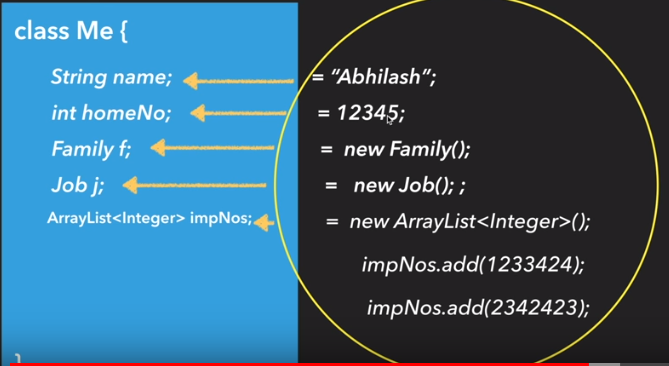 class Me {
String name; = “Abhilash”;
int homeNo; = 12345;
Family f; = new Family();
Job j; = new Job(); ;
ArrayList<Integer> impNos; = new ArrayList<Integer>();
impNos.add(1233424);
impNos.add(2342423);
}